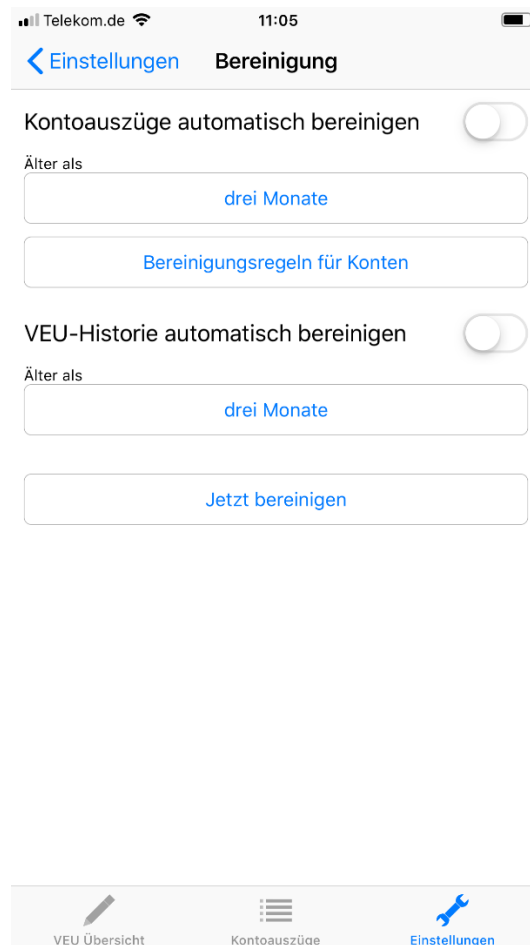 Telekom.de 11:05
Einstellungen Bereinigung
Kontoauszüge automatisch bereinigen
Älter als
drei Monate
Bereinigungsregeln für Konten
VEU-Historie automatisch bereinigen
Älter als
drei Monate
Jetzt bereinigen
VEU Übersicht Kontoauszüge Einstellungen